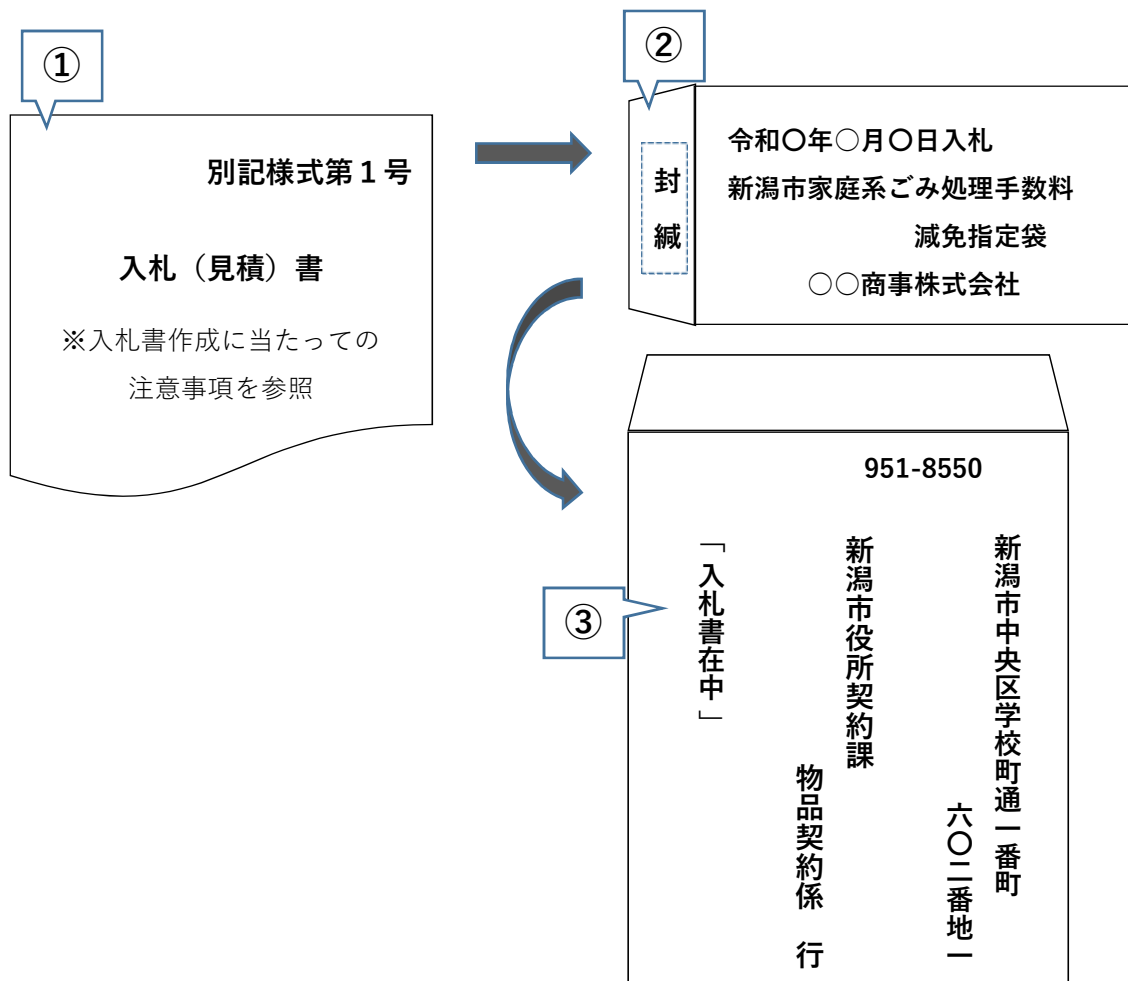 ①
別記様式第１号
入札（見積）書
※入札書作成に当たっての
注意事項を参照
②
封緘
令和〇年○月〇日入札
新潟市家庭系ごみ処理手数料
減免指定袋
○○商事株式会社
③
951-8550
新潟市中央区学校町通一番町
六〇二番地一
新潟市役所契約課
物品契約係　行
「入札書在中」